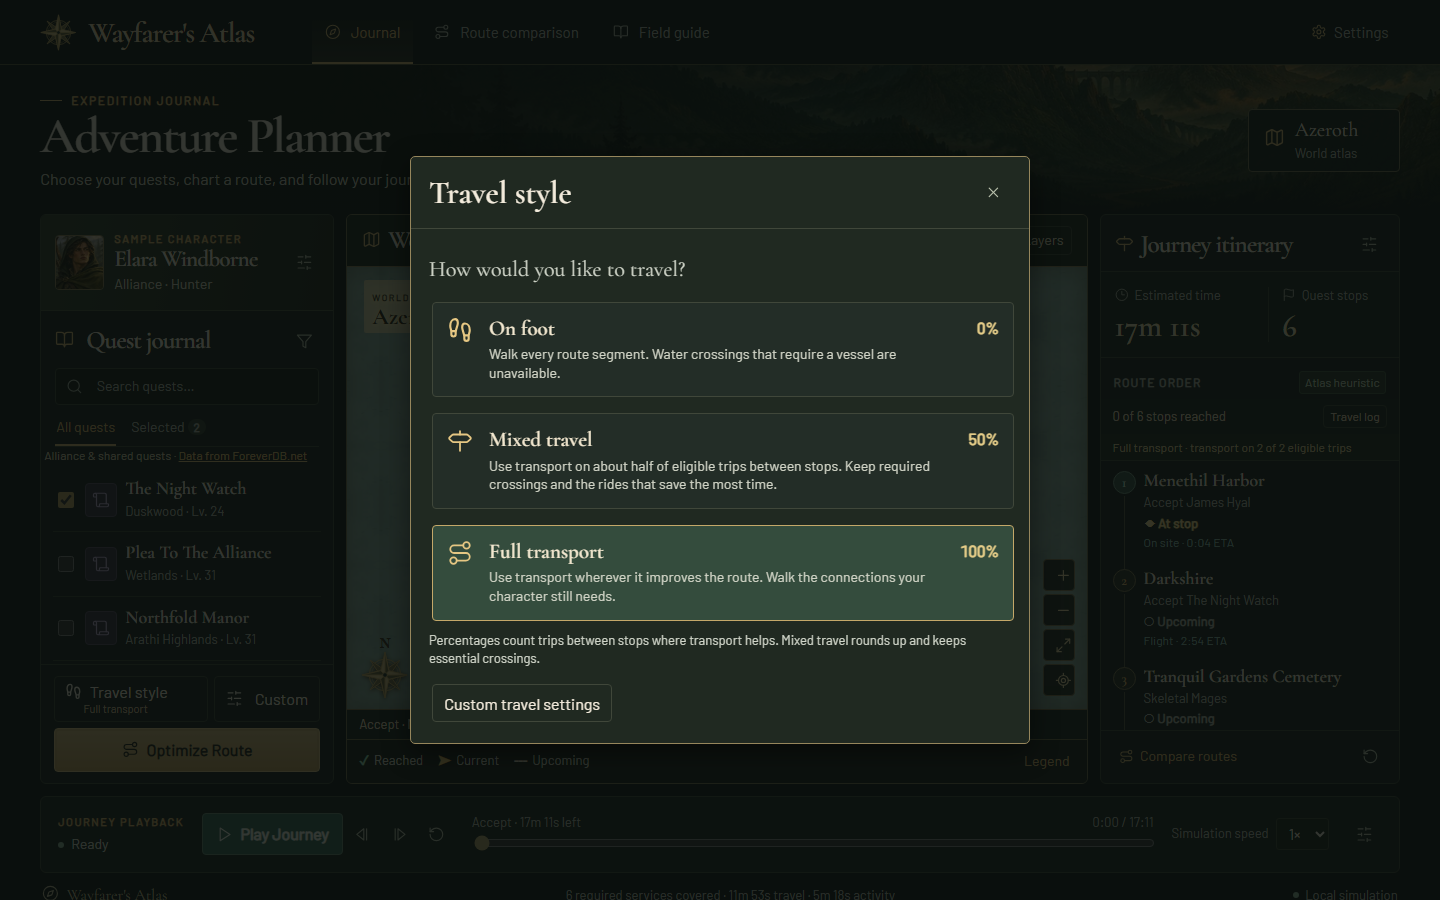 Wayfarer's Atlas
Journal
Route comparison
Field guide
Settings
EXPEDITION JOURNAL
Adventure Planner
Choose your quests, chart a route, and follow your jour
Azeroth
World atlas
SAMPLE CHARACTER
Elara Windborne
Alliance · Hunter
Quest journal
Search quests...
All quests
Selected 2
Alliance & shared quests · Data from ForeverDB.net
The Night Watch
Duskwood · Lv. 24
Plea To The Alliance
Wetlands · Lv. 31
Northfold Manor
Arathi Highlands · Lv. 31
Travel style
Full transport
Custom
Optimize Route
W
ayers
WORLD
Aze
N
Accept ·
Reached
Current
Upcoming
Legend
Travel style
How would you like to travel?
On foot
0%
Walk every route segment. Water crossings that require a vessel are
unavailable.
Mixed travel
50%
Use transport on about half of eligible trips between stops. Keep required
crossings and the rides that save the most time.
Full transport
100%
Use transport wherever it improves the route. Walk the connections your
character still needs.
Percentages count trips between stops where transport helps. Mixed travel rounds up and keeps
essential crossings.
Custom travel settings
Journey itinerary
Estimated time
17m 11s
Quest stops
6
ROUTE ORDER
Atlas heuristic
0 of 6 stops reached
Travel log
Full transport · transport on 2 of 2 eligible trips
1
Menethil Harbor
Accept James Hyal
At stop
On site · 0:04 ETA
2
Darkshire
Accept The Night Watch
Upcoming
Flight · 2:54 ETA
3
Tranquil Gardens Cemetery
Skeletal Mages
Upcoming
Compare routes
JOURNEY PLAYBACK
Ready
Play Journey
Accept · 17m 11s left
0:00 / 17:11
Simulation speed
1×
Wayfarer's Atlas
6 required services covered · 11m 53s travel · 5m 18s activity
Local simulation